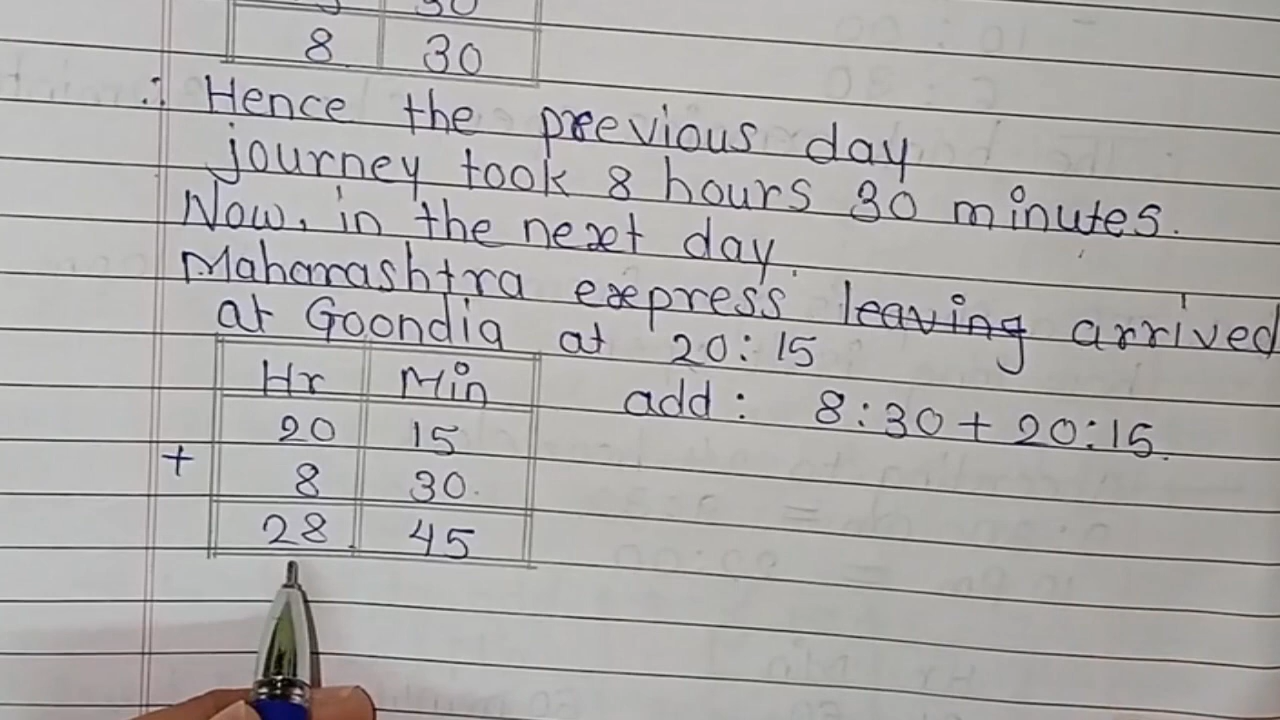 30
8 30
∴ Hence the previous day
journey took 8 hours 30 minutes.
Now, in the next day.
Maharashtra express leaving arrived
at Goondia at 20:15
Hr Min add: 8:30+20:15.
20 15
+ 8 30.
28 45